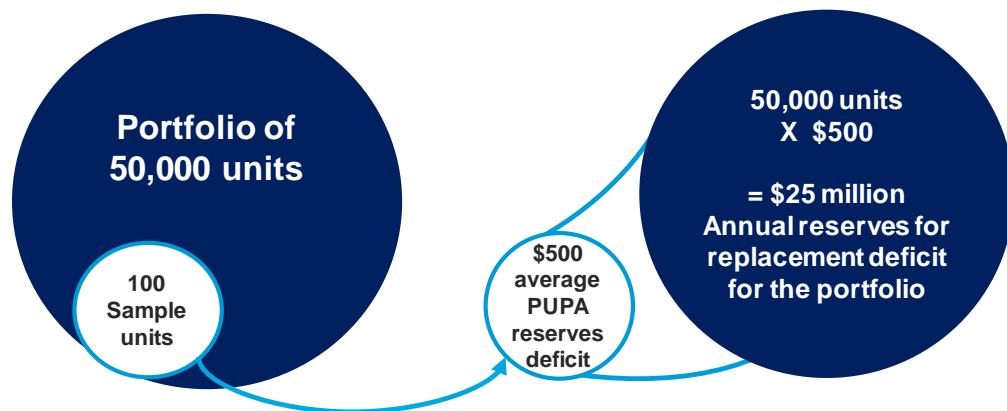 Portfolio of
50,000 units
100
Sample
units
$500
average
PUPA
reserves
deficit
50,000 units
X $500
= $25 million
Annual reserves for
replacement deficit
for the portfolio